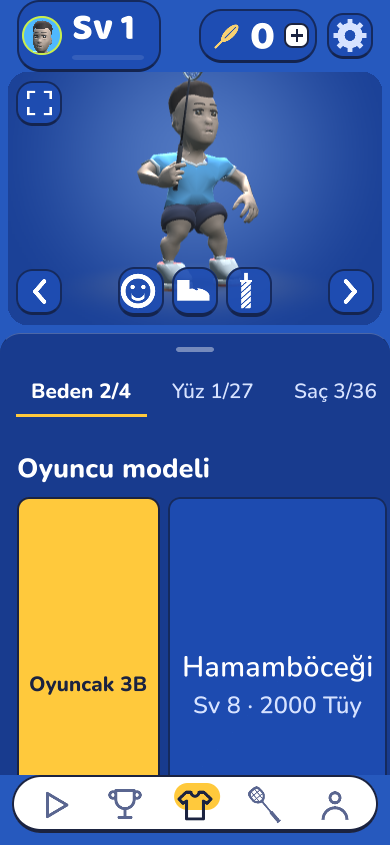 Sv 1
0
Beden 2/4
Yüz 1/27
Saç 3/36
Oyuncu modeli
Oyuncak 3B
Hamamböceği
Sv 8 · 2000 Tüy